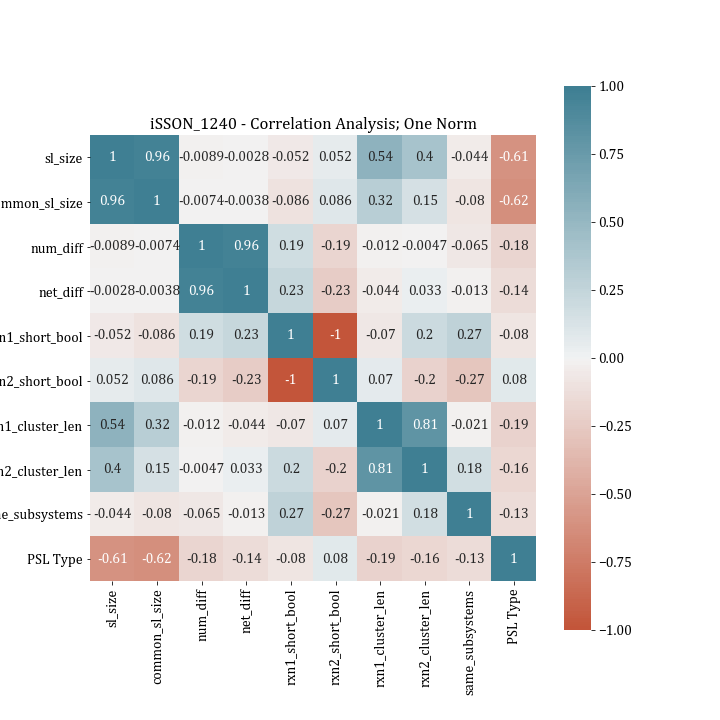 iSSON_1240 - Correlation Analysis; One Norm
sl_size 1 0.96 -0.0089 -0.0028 -0.052 0.052 0.54 0.4 -0.044 -0.61
mmon_sl_size 0.96 1 -0.0074 -0.0038 -0.086 0.086 0.32 0.15 -0.08 -0.62
num_diff -0.0089 -0.0074 1 0.96 0.19 -0.19 -0.012 -0.0047 -0.065 -0.18
net_diff -0.0028 -0.0038 0.96 1 0.23 -0.23 -0.044 0.033 -0.013 -0.14
n1_short_bool -0.052 -0.086 0.19 0.23 1 -1 -0.07 0.2 0.27 -0.08
n2_short_bool 0.052 0.086 -0.19 -0.23 -1 1 0.07 -0.2 -0.27 0.08
n1_cluster_len 0.54 0.32 -0.012 -0.044 -0.07 0.07 1 0.81 -0.021 -0.19
n2_cluster_len 0.4 0.15 -0.0047 0.033 0.2 -0.2 0.81 1 0.18 -0.16
ne_subsystems -0.044 -0.08 -0.065 -0.013 0.27 -0.27 -0.021 0.18 1 -0.13
PSL Type -0.61 -0.62 -0.18 -0.14 -0.08 0.08 -0.19 -0.16 -0.13 1
sl_size
common_sl_size
num_diff
net_diff
rxn1_short_bool
rxn2_short_bool
rxn1_cluster_len
rxn2_cluster_len
same_subsystems
PSL Type
1.00
0.75
0.50
0.25
0.00
−0.25
−0.50
−0.75
−1.00